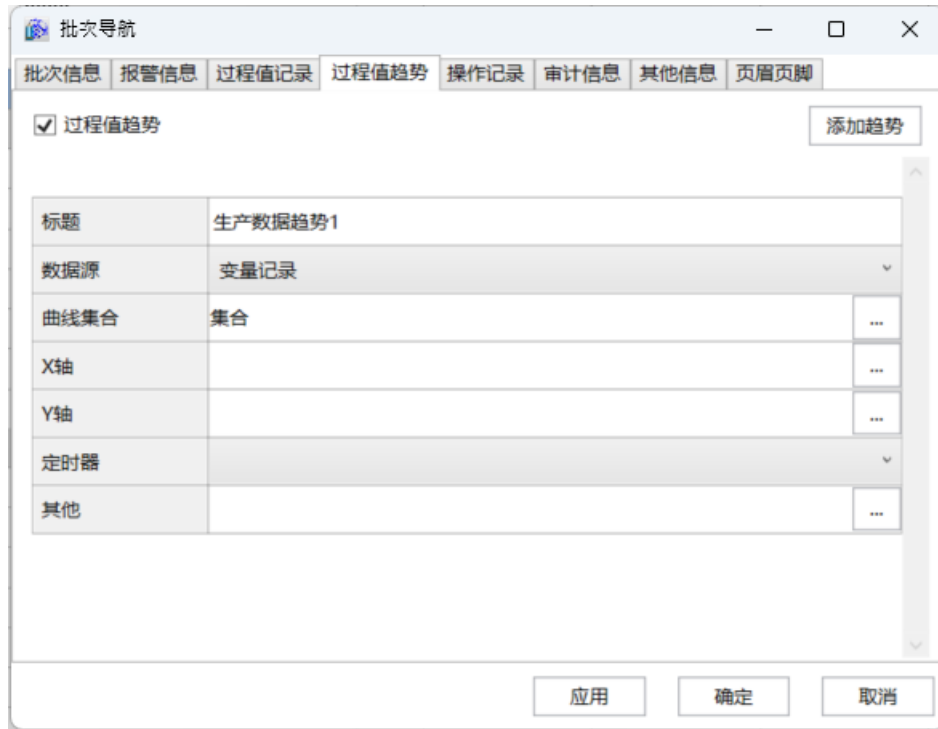 批次导航
批次信息 报警信息 过程值记录 过程值趋势 操作记录 审计信息 其他信息 页眉页脚
过程值趋势 添加趋势
标题 生产数据趋势1
数据源 变量记录
曲线集合 集合 ...
X轴 ...
Y轴 ...
定时器
其他 ...
应用 确定 取消